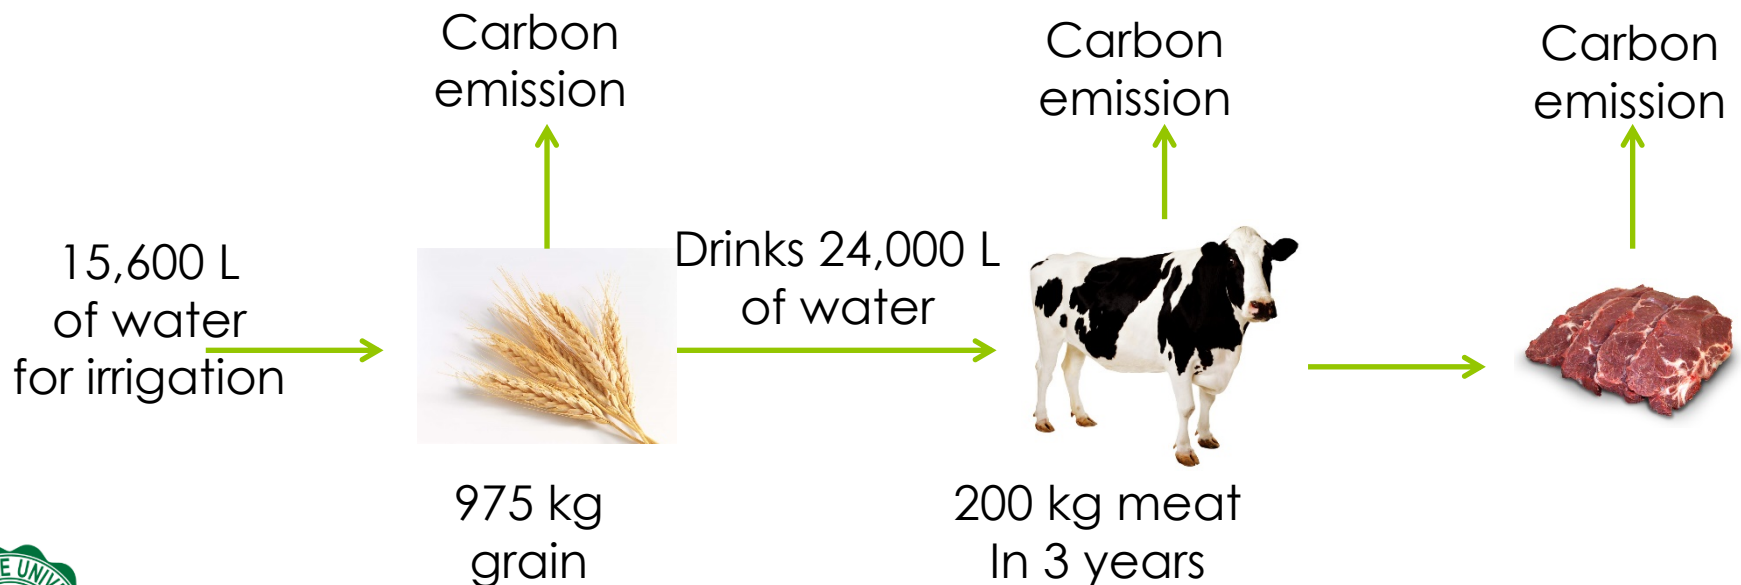 Carbon
emission
Carbon
emission
Carbon
emission
15,600 L
of water
for irrigation
Drinks 24,000 L
of water
975 kg
grain
200 kg meat
In 3 years